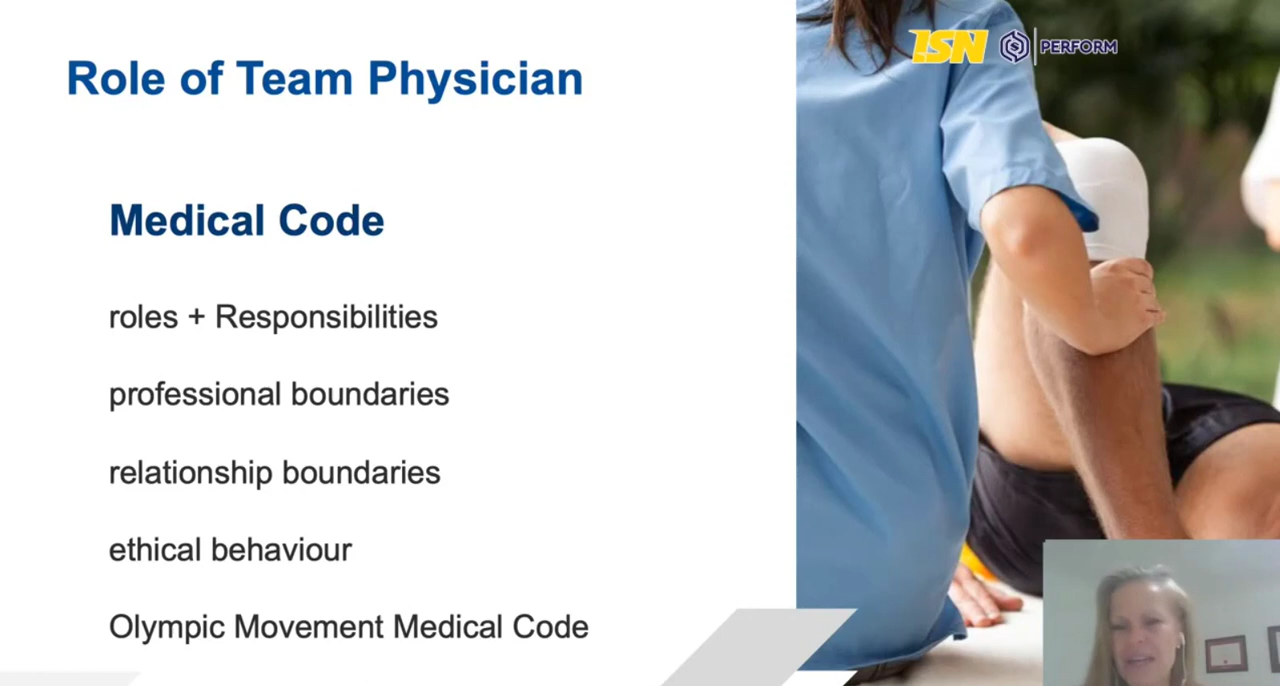 ISN
PERFORM
Role of Team Physician
Medical Code
roles + Responsibilities
professional boundaries
relationship boundaries
ethical behaviour
Olympic Movement Medical Code